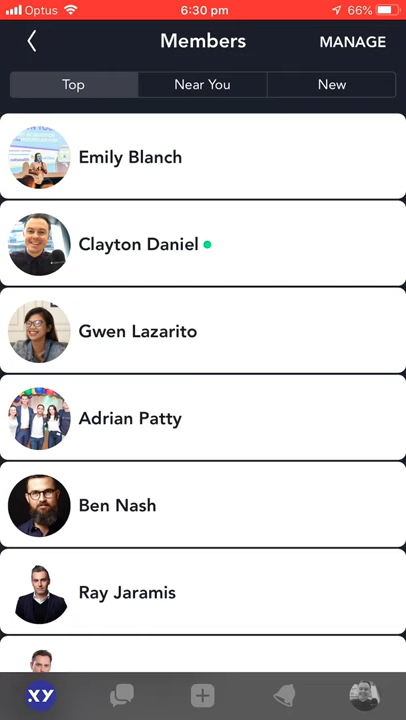 Optus 6:30 pm 66%
Members MANAGE
Top Near You New
Emily Blanch
Clayton Daniel
Gwen Lazarito
Adrian Patty
Ben Nash
Ray Jaramis
XY